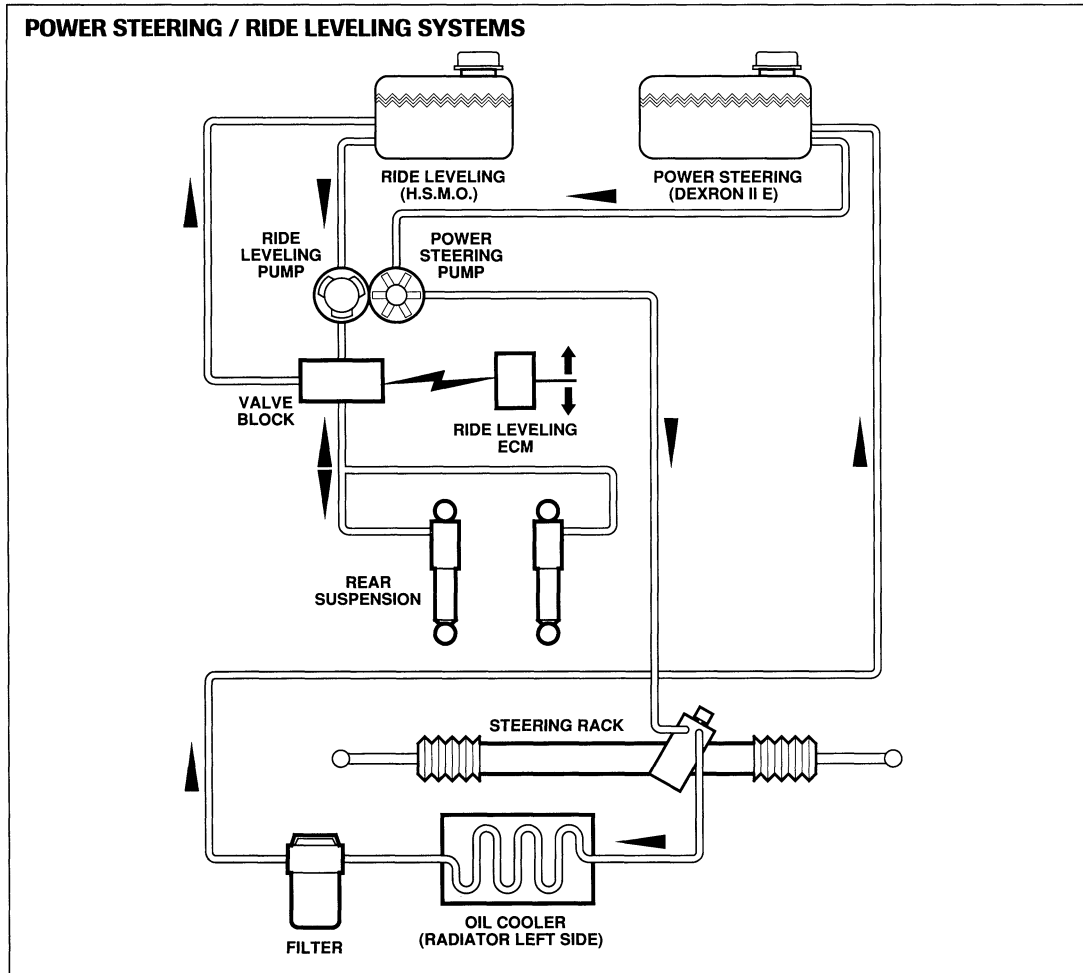 POWER STEERING / RIDE LEVELING SYSTEMS
RIDE LEVELING
(H.S.M.O.)
POWER STEERING
(DEXRON II E)
RIDE
LEVELING
PUMP
POWER
STEERING
PUMP
VALVE
BLOCK
RIDE LEVELING
ECM
REAR
SUSPENSION
STEERING RACK
OIL COOLER
(RADIATOR LEFT SIDE)
FILTER